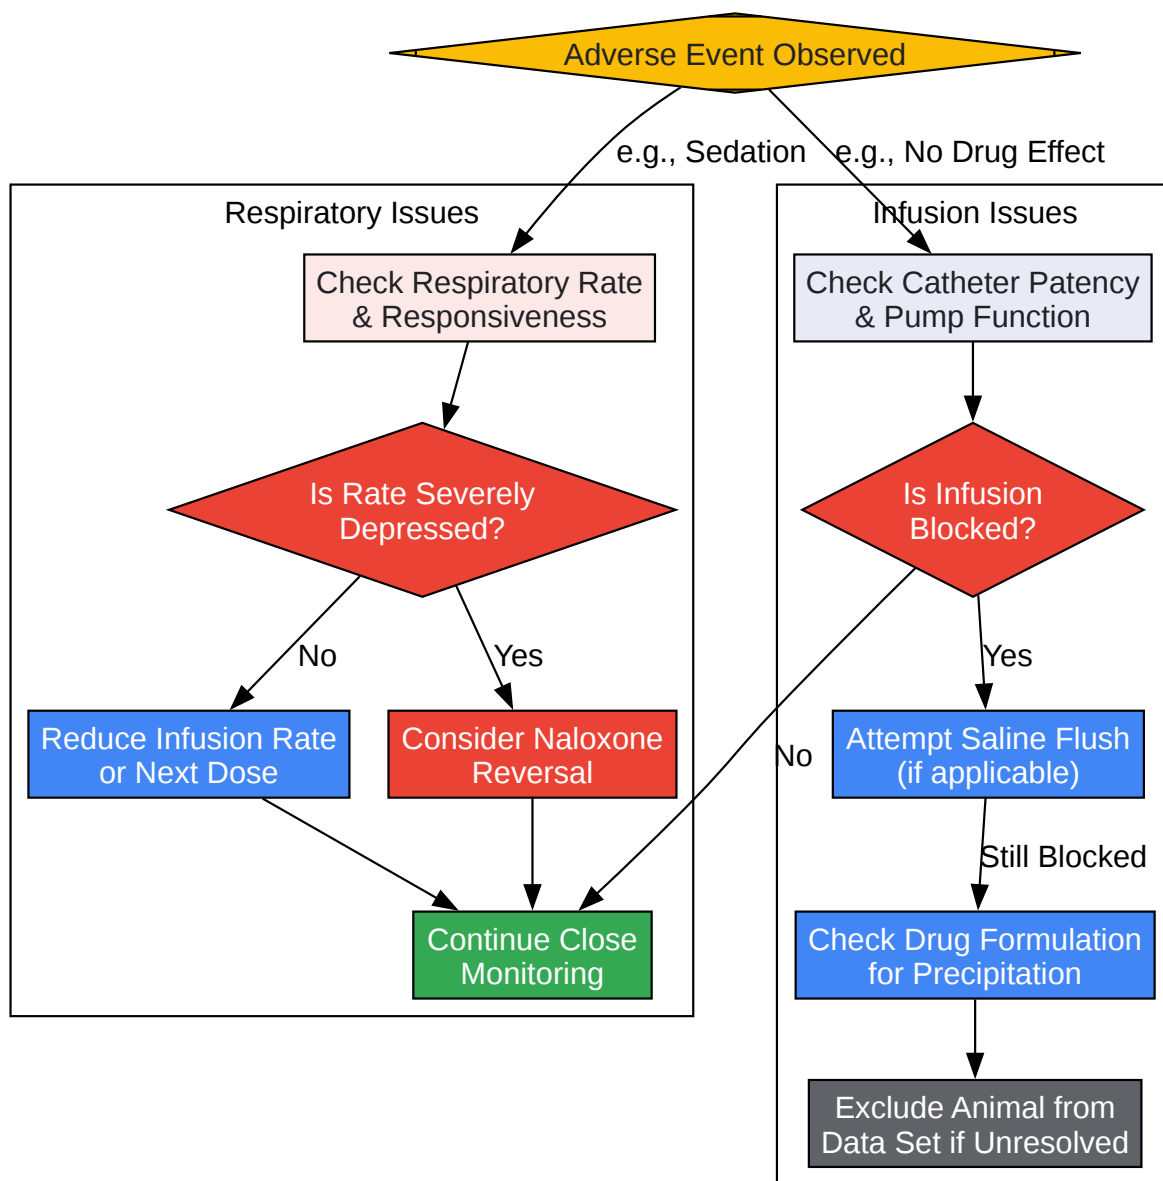 Adverse Event Observed
e.g., Sedation
e.g., No Drug Effect
Respiratory Issues
Infusion Issues
Check Respiratory Rate
& Responsiveness
Check Catheter Patency
& Pump Function
Is Rate Severely
Depressed?
Is Infusion
Blocked?
No
Yes
Yes
Reduce Infusion Rate
or Next Dose
Consider Naloxone
Reversal
No
Attempt Saline Flush
(if applicable)
Still Blocked
Continue Close
Monitoring
Check Drug Formulation
for Precipitation
Exclude Animal from
Data Set if Unresolved